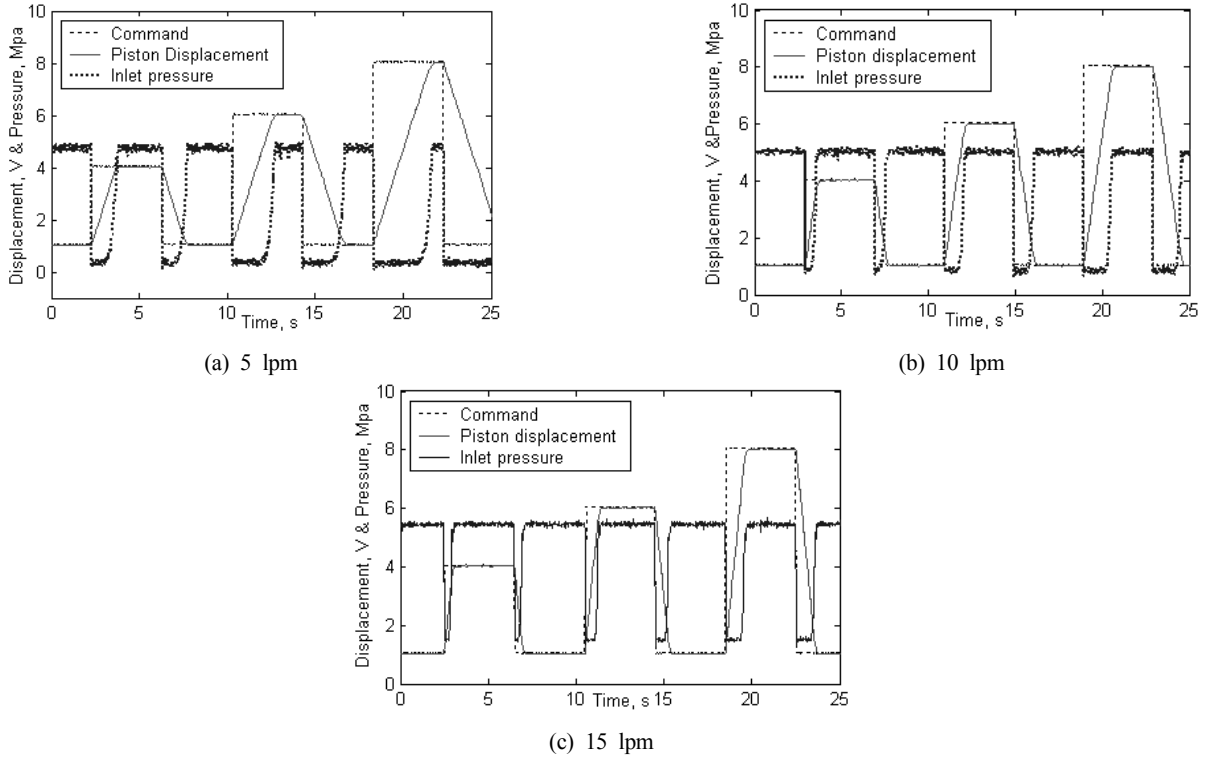 10
8
6
4
2
0
Displacement, V & Pressure, Mpa
Command
Piston Displacement
Inlet pressure
0
5
10
15
20
25
Time, s
(a) 5 lpm
10
8
6
4
2
0
Displacement, V &Pressure, Mpa
Command
Piston displacement
Inlet pressure
0
5
10
15
20
25
Time, s
(b) 10 lpm
10
8
6
4
2
0
Displacement, V & Pressure, Mpa
Command
Piston displacement
Inlet pressure
0
5
10
15
20
25
Time, s
(c) 15 lpm